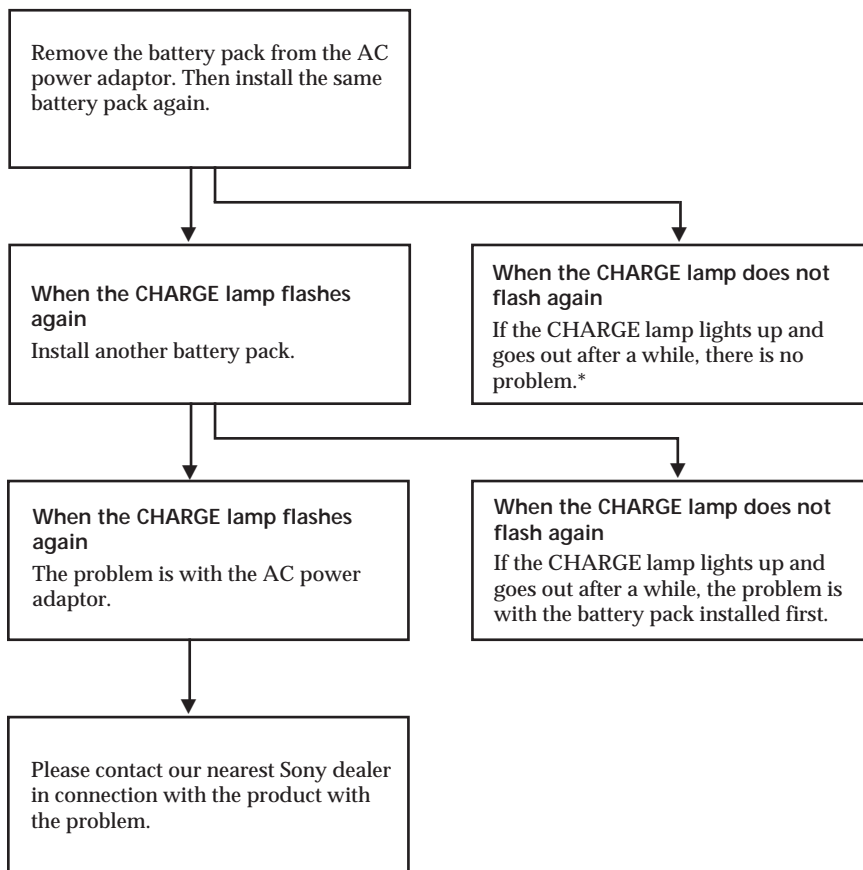 Remove the battery pack from the AC
power adaptor. Then install the same
battery pack again.
When the CHARGE lamp flashes
again
Install another battery pack.
When the CHARGE lamp does not
flash again
If the CHARGE lamp lights up and
goes out after a while, there is no
problem.*
When the CHARGE lamp flashes
again
The problem is with the AC power
adaptor.
When the CHARGE lamp does not
flash again
If the CHARGE lamp lights up and
goes out after a while, the problem is
with the battery pack installed first.
Please contact our nearest Sony dealer
in connection with the product with
the problem.